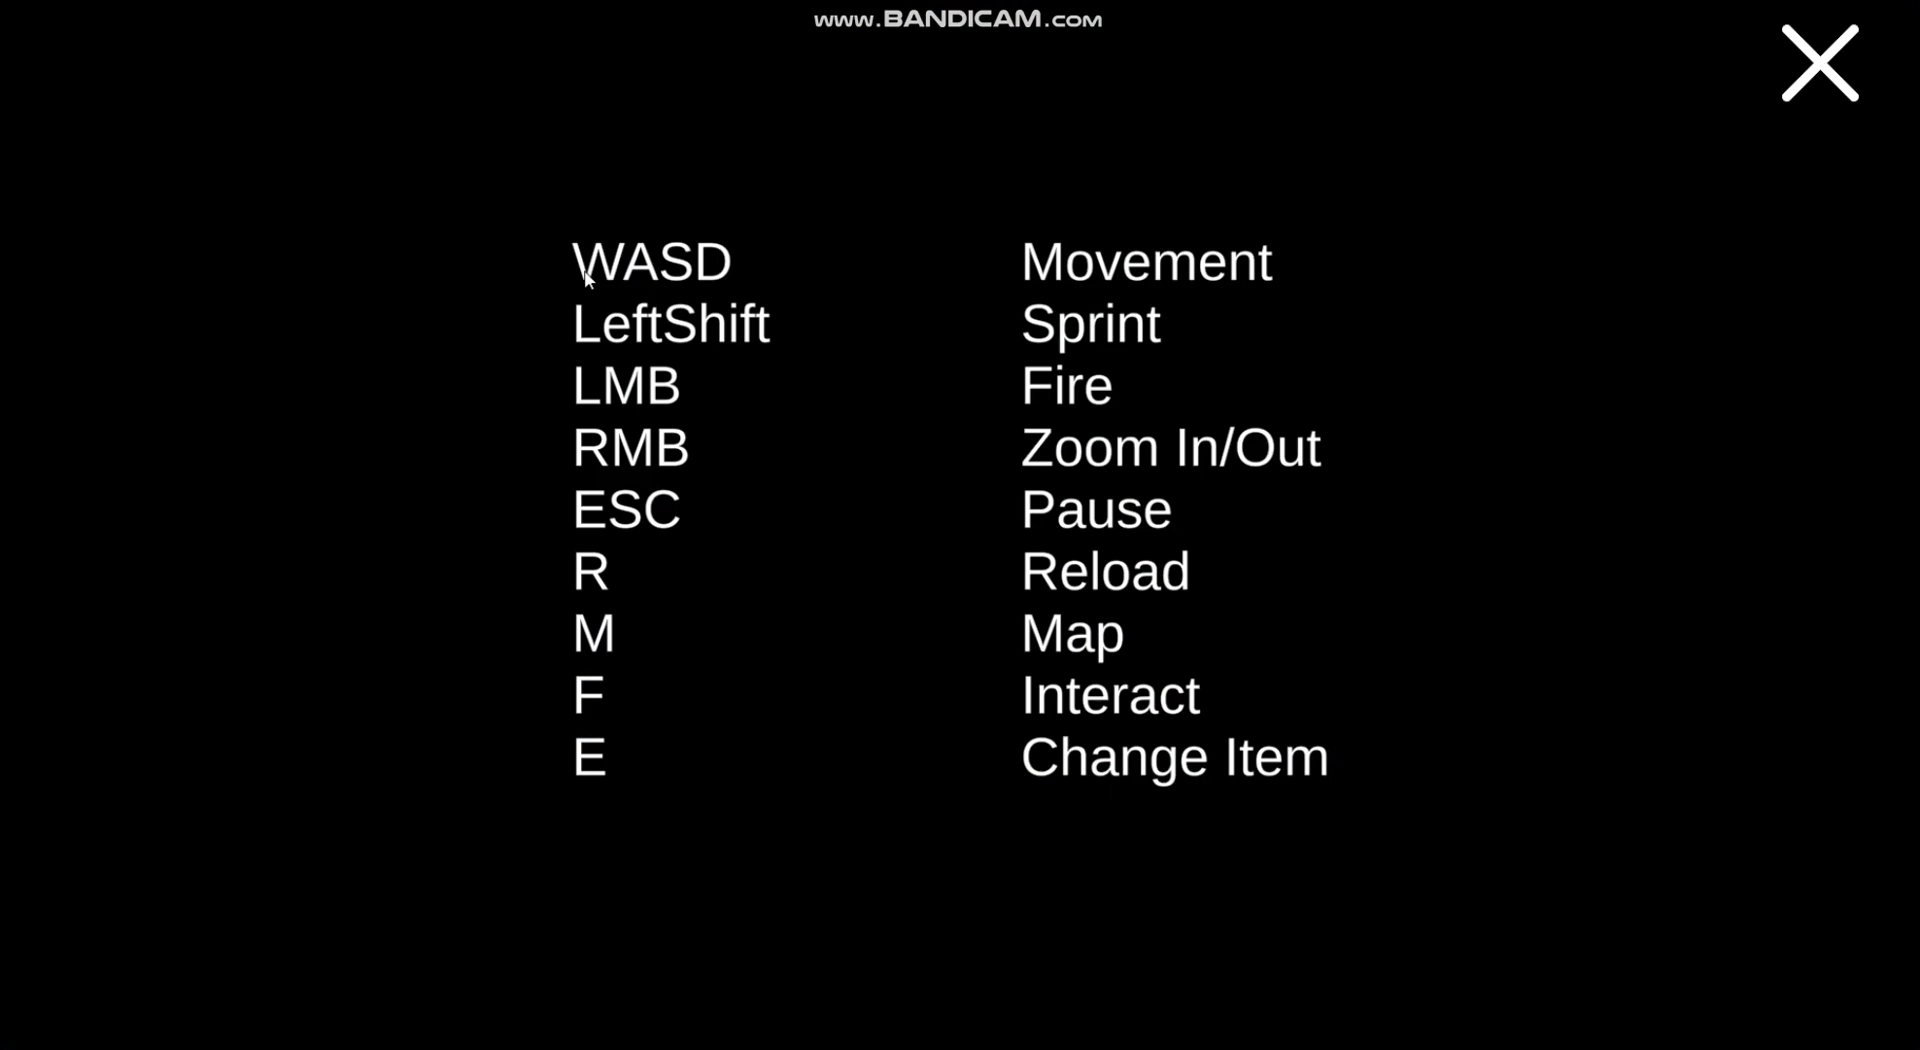 www.BANDICAM.com
WASD Movement
LeftShift Sprint
LMB Fire
RMB Zoom In/Out
ESC Pause
R Reload
M Map
F Interact
E Change Item